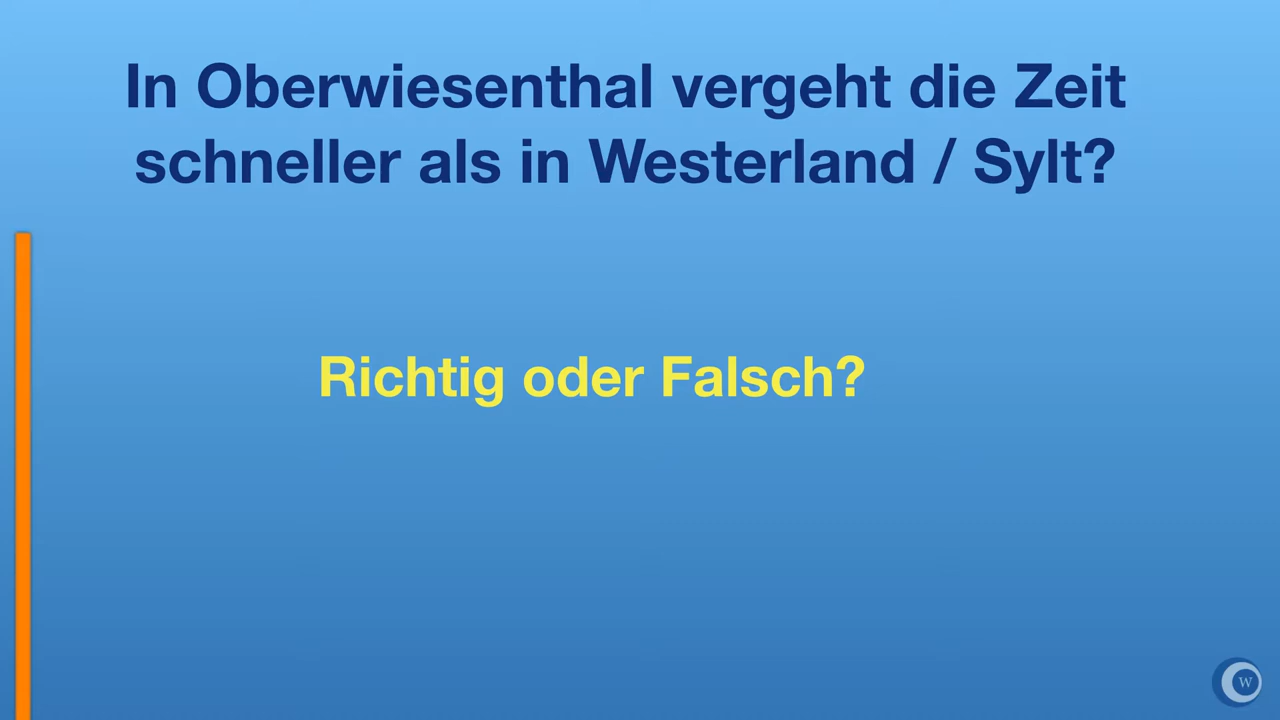 In Oberwiesenthal vergeht die Zeit
schneller als in Westerland / Sylt?
Richtig oder Falsch?
W